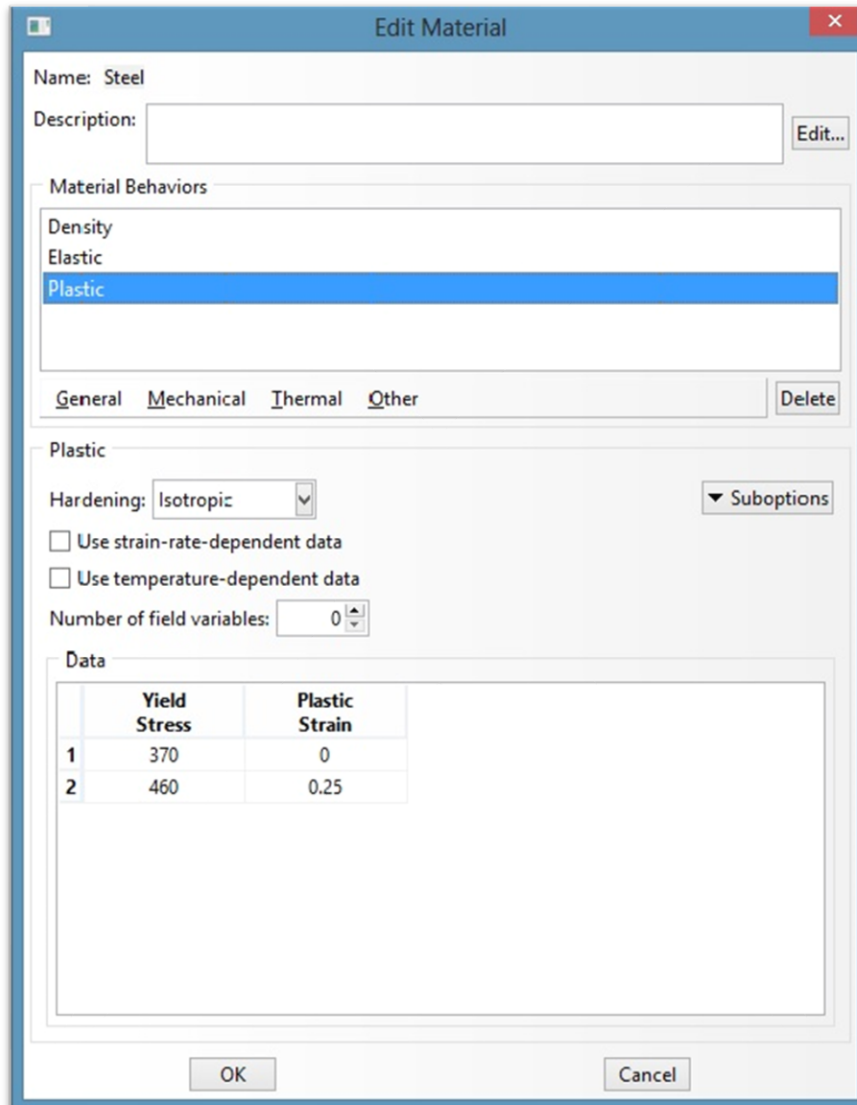 Edit Material
Name: Steel
Description:
Edit...
Material Behaviors
Density
Elastic
Plastic
General Mechanical Thermal Other Delete
Plastic
Hardening: Isotropic Suboptions
Use strain-rate-dependent data
Use temperature-dependent data
Number of field variables: 0
Data
Yield Stress Plastic Strain
1 370 0
2 460 0.25
OK Cancel